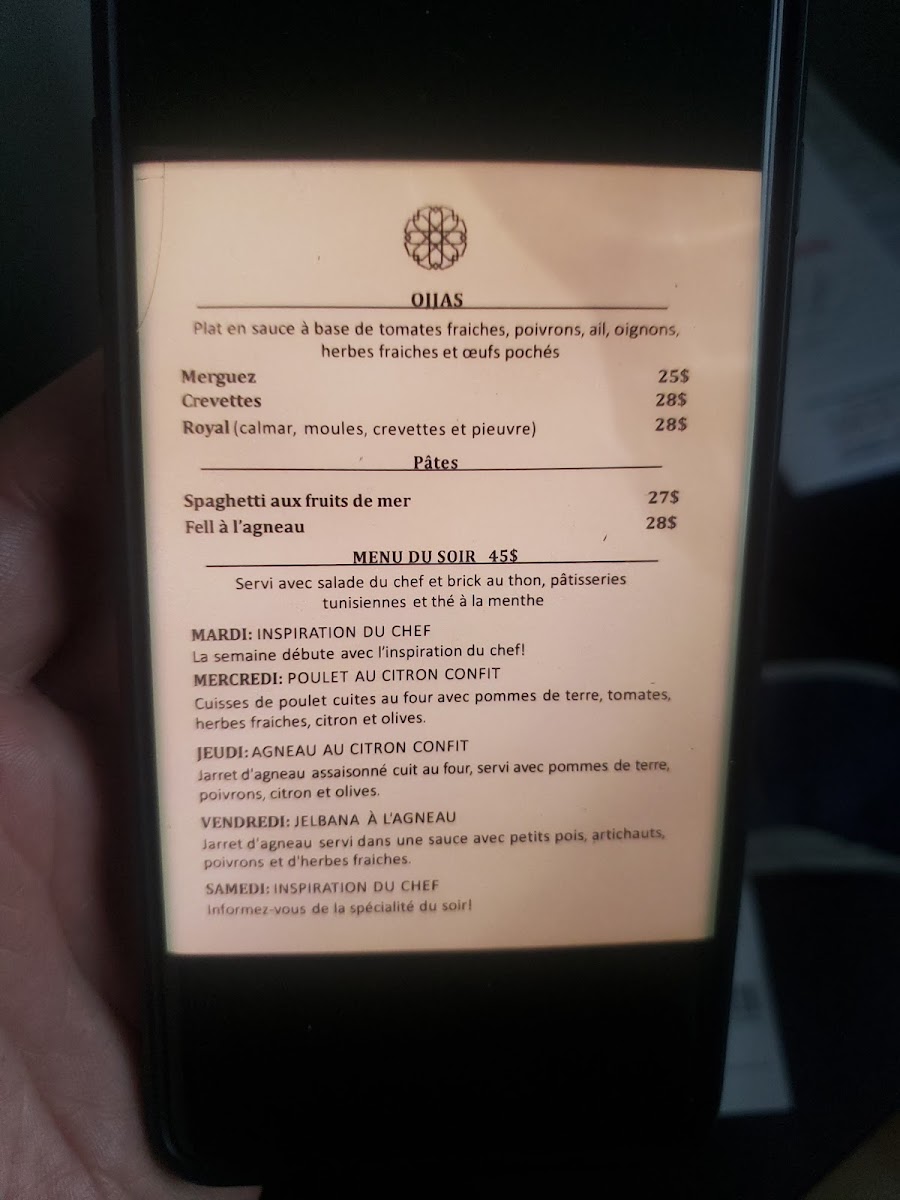 OJJAS
Plat en sauce à base de tomates fraiches, poivrons, ail, oignons,
herbes fraiches et œufs pochés
Merguez 25$
Crevettes 28$
Royal (calmar, moules, crevettes et pieuvre) 28$
Pâtes
Spaghetti aux fruits de mer 27$
Fell à l'agneau 28$
MENU DU SOIR 45$
Servi avec salade du chef et brick au thon, pâtisseries
tunisiennes et thé à la menthe
MARDI: INSPIRATION DU CHEF
La semaine débute avec l'inspiration du chef!
MERCREDI: POULET AU CITRON CONFIT
Cuisses de poulet cuites au four avec pommes de terre, tomates,
herbes fraiches, citron et olives.
JEUDI: AGNEAU AU CITRON CONFIT
Jarret d'agneau assaisonné cuit au four, servi avec pommes de terre,
poivrons, citron et olives.
VENDREDI: JELBANA À L'AGNEAU
Jarret d'agneau servi dans une sauce avec petits pois, artichauts,
poivrons et d'herbes fraiches.
SAMEDI: INSPIRATION DU CHEF
Informez-vous de la spécialité du soir!